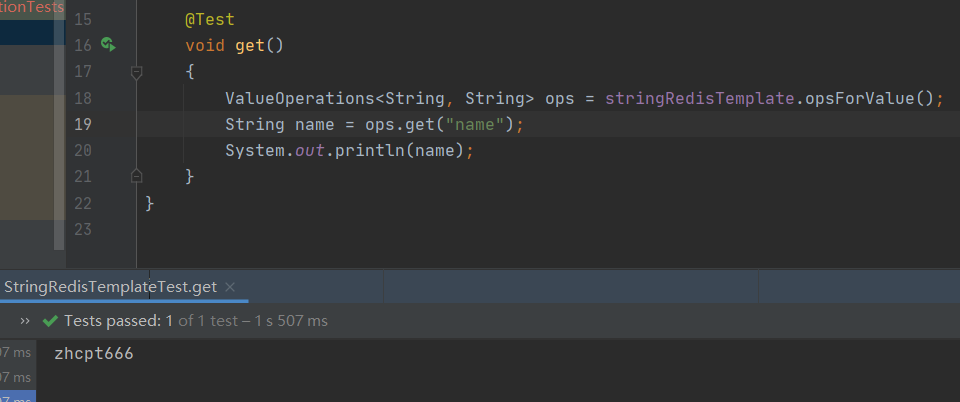 tionTests
15 @Test
16 void get()
17 {
18 ValueOperations<String, String> ops = stringRedisTemplate.opsForValue();
19 String name = ops.get("name");
20 System.out.println(name);
21 }
22 }
23
StringRedisTemplateTest.get ×
» Tests passed: 1 of 1 test – 1 s 507 ms
07 ms zhcpt666
07 ms
07 ms